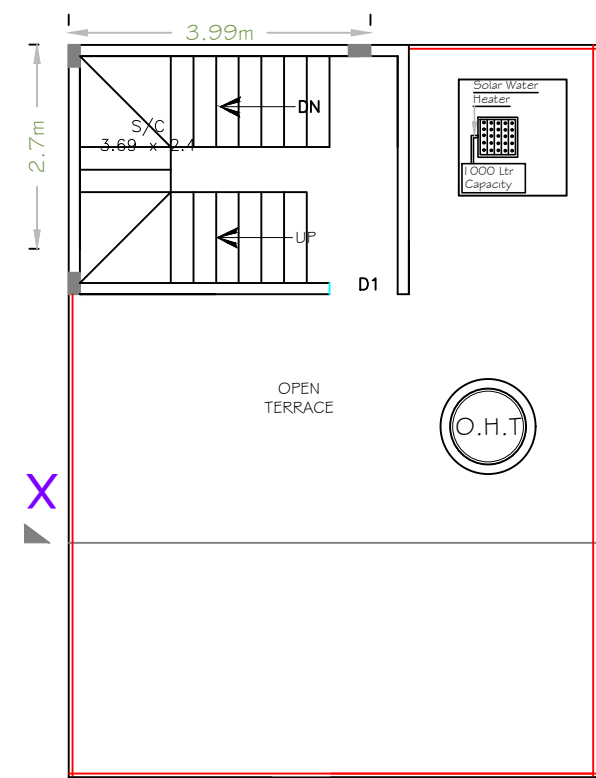 3.99m
2.7m
Solar Water
Heater
1000 Ltr
Capacity
DN
S/C
3.69 x 2.4
UP
D1
OPEN
TERRACE
O.H.T
X